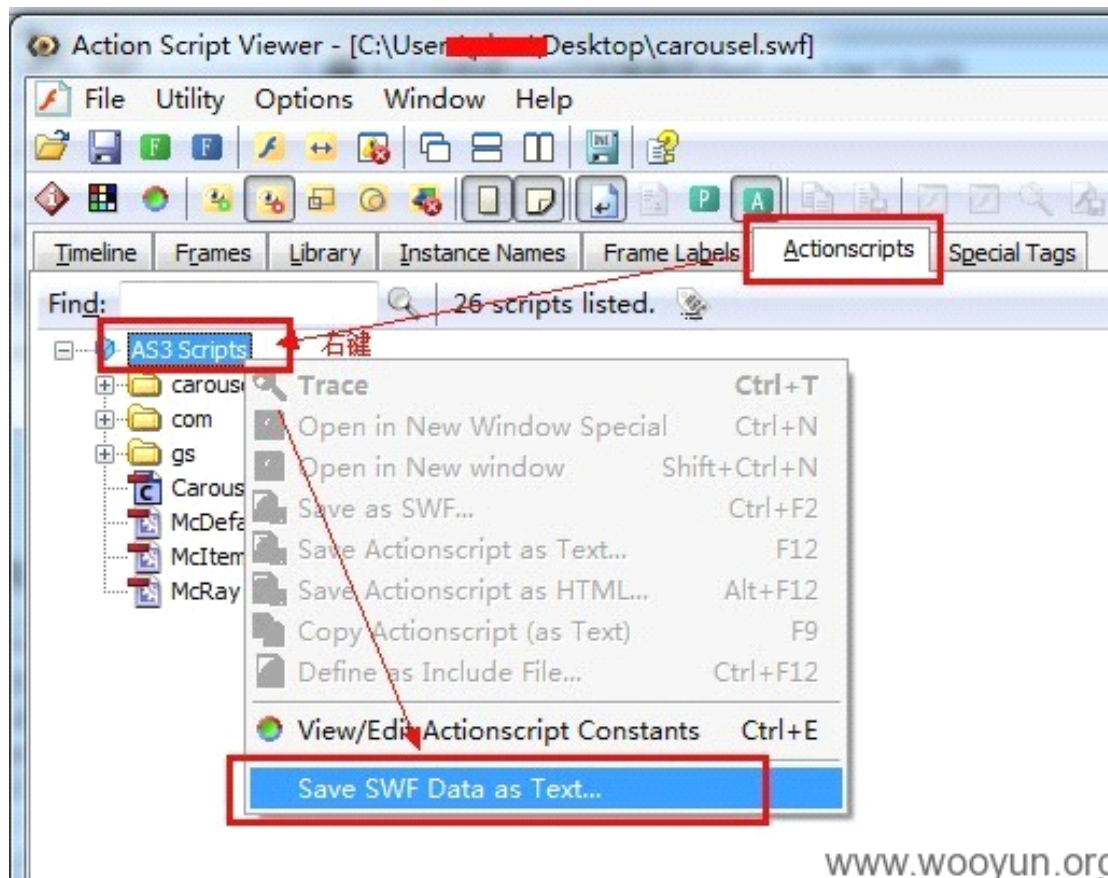 Action Script Viewer - [C:\User Desktop\carousel.swf]
File Utility Options Window Help
Timeline Frames Library Instance Names Frame Labels Actionscripts Special Tags
Find: 26 scripts listed.
AS3 Scripts 右健
carous
Trace Ctrl+T
com
Open in New Window Special Ctrl+N
gs
Open in New window Shift+Ctrl+N
Carous
Save as SWF... Ctrl+F2
McDefa
Save Actionscript as Text... F12
McItem
Save Actionscript as HTML... Alt+F12
McRay
Copy Actionscript (as Text) F9
Define as Include File... Ctrl+F12
View/Edit Actionscript Constants Ctrl+E
Save SWF Data as Text...
www.wooyun.org